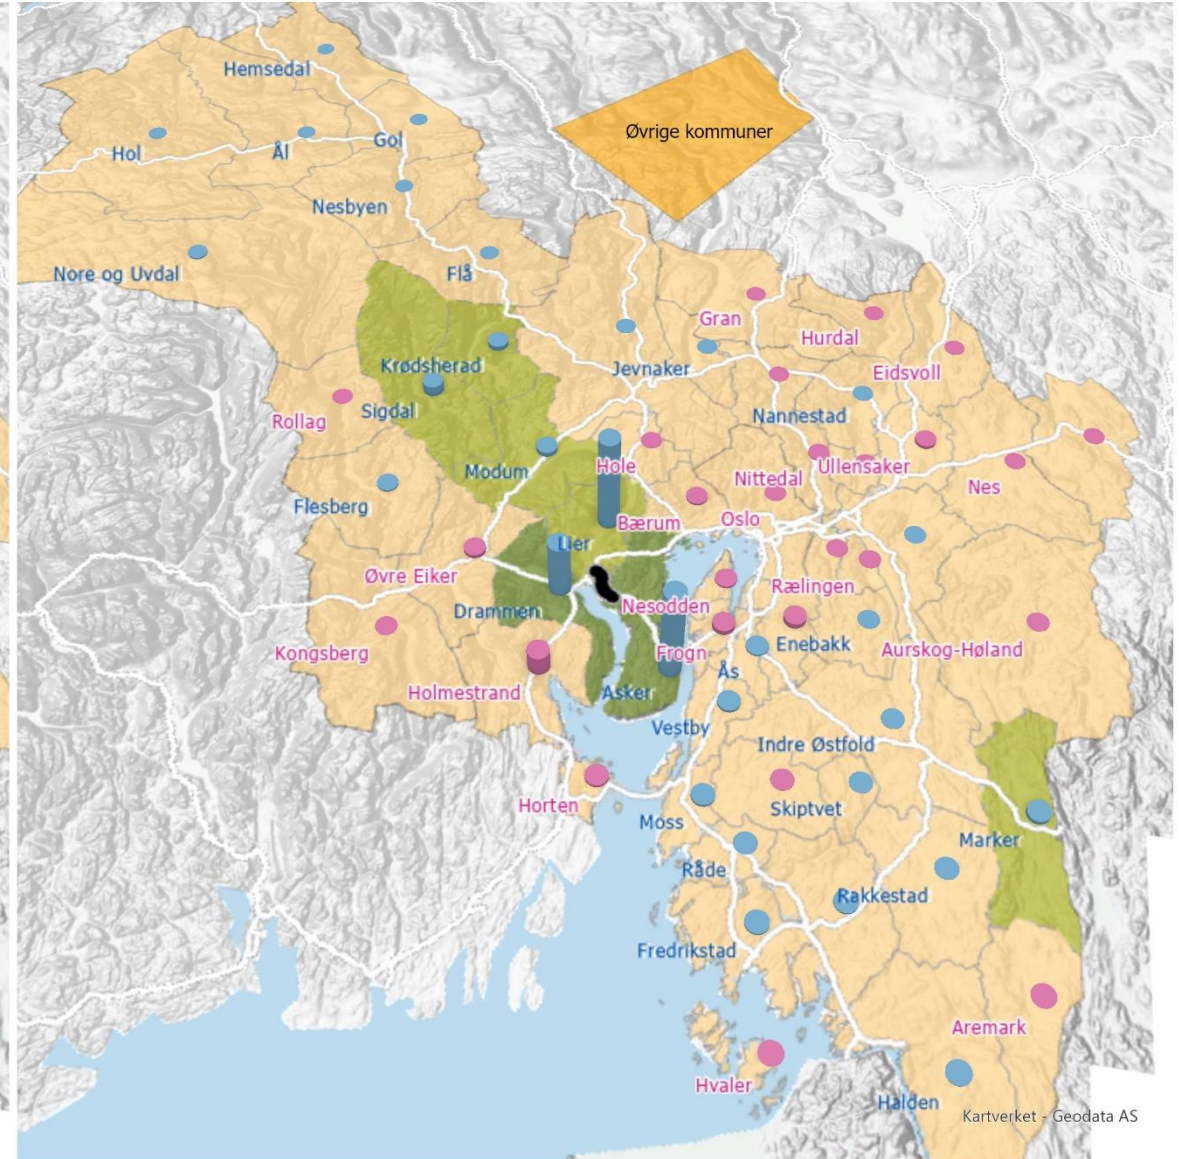 Hemsedal
Øvrige kommuner
Hol
Ål
Gol
Nesbyen
Nore og Uvdal
Flå
Gran
Hurdal
Krødsherad
Jevnaker
Eidsvoll
Sigdal
Rollag
Nannestad
Modum
Hole
Ullensaker
Nittedal
Nes
Flesberg
Bærum
Oslo
Lier
Øvre Eiker
Rælingen
Drammen
Nesodden
Kongsberg
Frogn
Enebakk
Aurskog-Høland
Ås
Holmestrand
Asker
Vestby
Indre Østfold
Horten
Moss
Skiptvet
Marker
Råde
Rakkestad
Fredrikstad
Aremark
Hvaler
Halden
Kartverket - Geodata AS